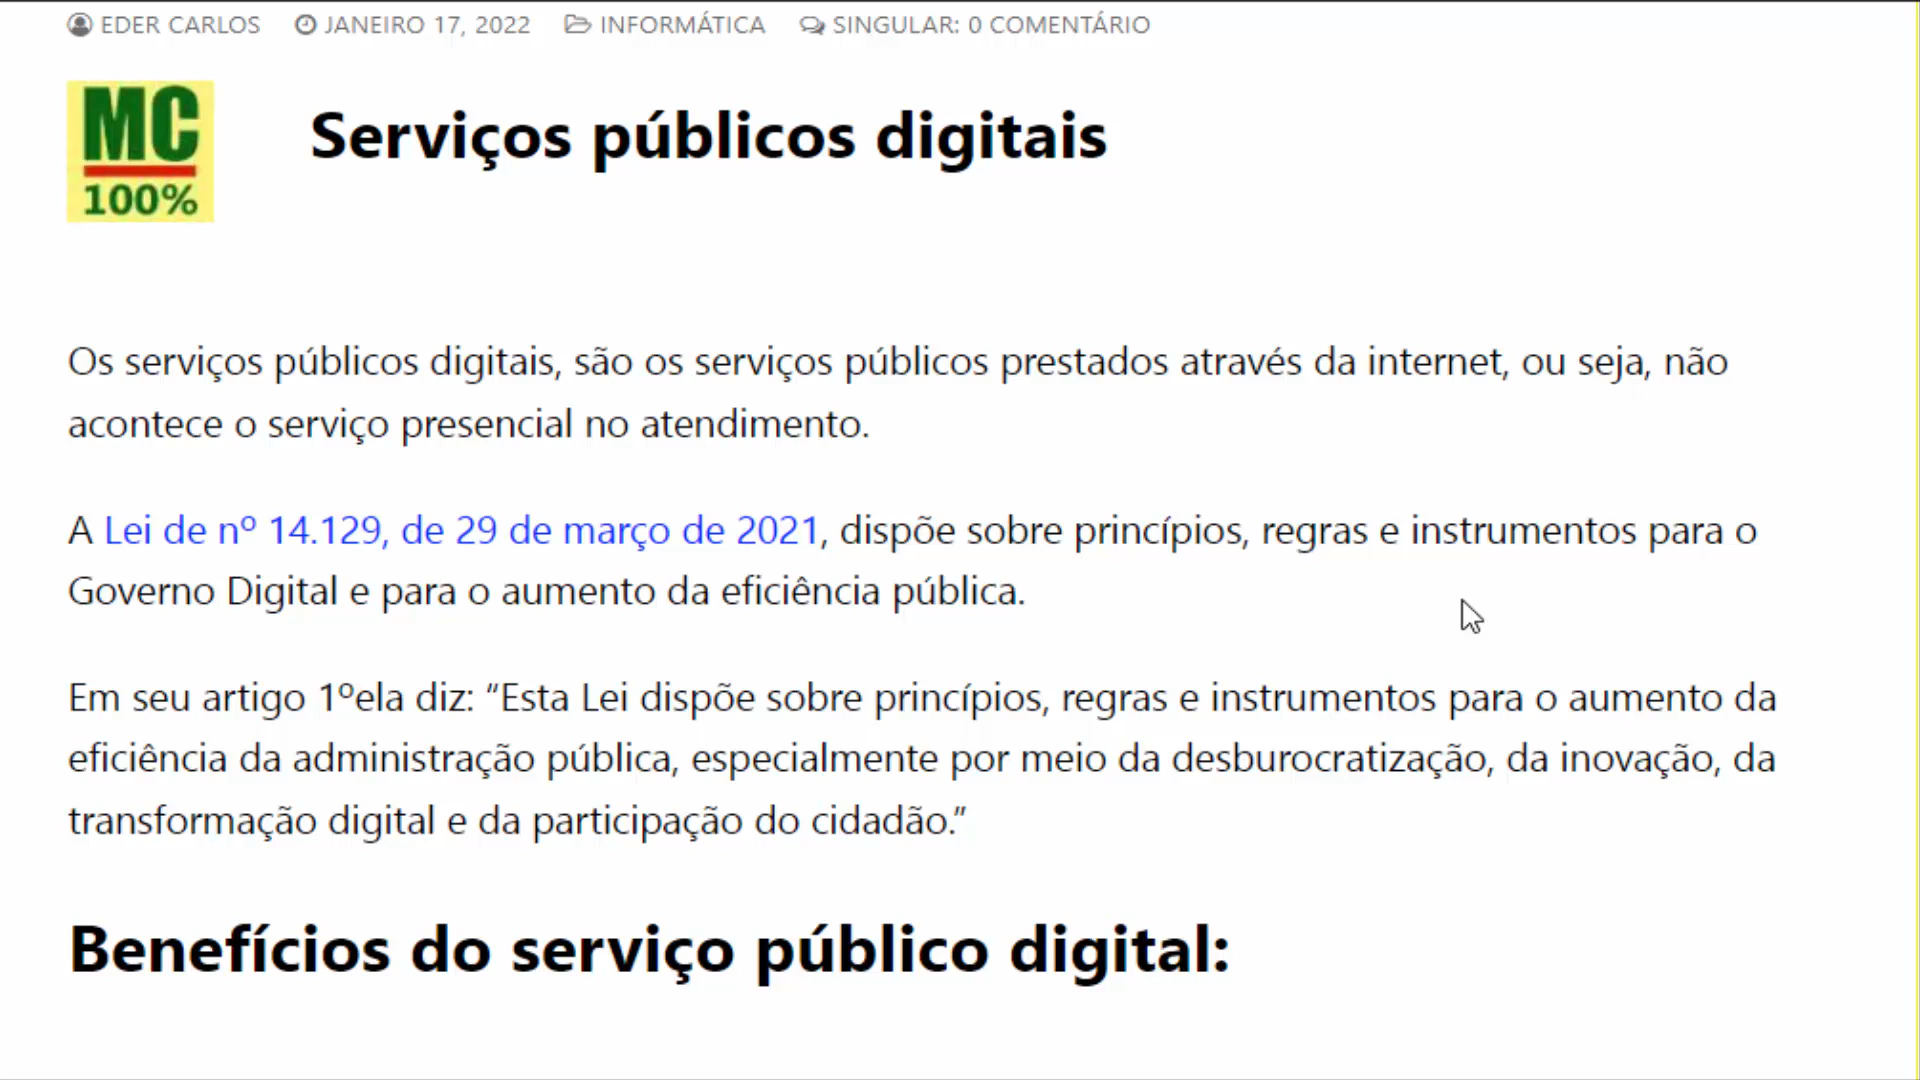 EDER CARLOS JANEIRO 17, 2022 INFORMÁTICA SINGULAR: 0 COMENTÁRIO
MC
100%
Serviços públicos digitais
Os serviços públicos digitais, são os serviços públicos prestados através da internet, ou seja, não
acontece o serviço presencial no atendimento.
A Lei de nº 14.129, de 29 de março de 2021, dispõe sobre princípios, regras e instrumentos para o
Governo Digital e para o aumento da eficiência pública.
Em seu artigo 1ºela diz: “Esta Lei dispõe sobre princípios, regras e instrumentos para o aumento da
eficiência da administração pública, especialmente por meio da desburocratização, da inovação, da
transformação digital e da participação do cidadão.”
Benefícios do serviço público digital: